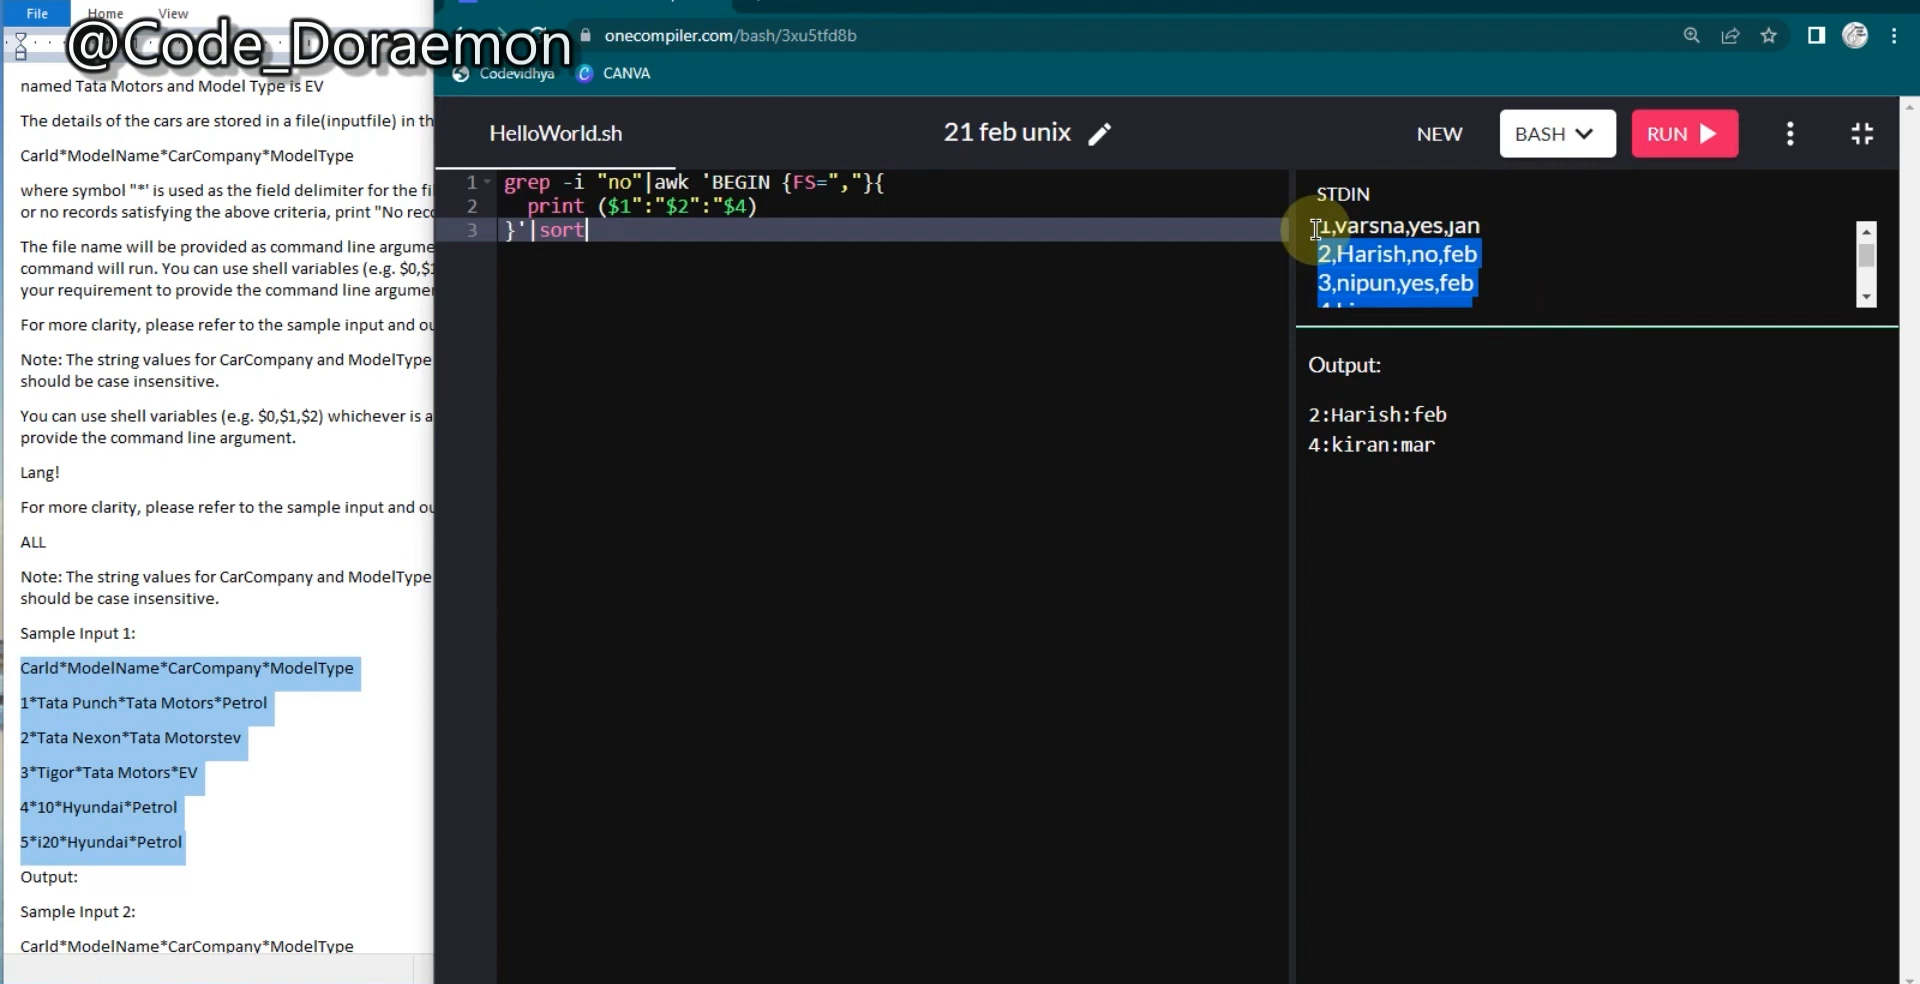 File Home View
@Code_Doraemon
onecompiler.com/bash/3xu5tfd8b
Codevidhya CANVA
named Tata Motors and Model Type is EV
The details of the cars are stored in a file(inputfile) in th
CarId*ModelName*CarCompany*ModelType
where symbol "*' is used as the field delimiter for the fi
or no records satisfying the above criteria, print "No reco
The file name will be provided as command line argume
command will run. You can use shell variables (e.g. $0,$1
your requirement to provide the command line argumen
For more clarity, please refer to the sample input and ou
Note: The string values for CarCompany and ModelType
should be case insensitive.
You can use shell variables (e.g. $0,$1,$2) whichever is a
provide the command line argument.
Lang!
For more clarity, please refer to the sample input and ou
ALL
Note: The string values for CarCompany and ModelType
should be case insensitive.
Sample Input 1:
CarId*ModelName*CarCompany*ModelType
1*Tata Punch*Tata Motors*Petrol
2*Tata Nexon*Tata Motorstev
3*Tigor*Tata Motors*EV
4*10*Hyundai*Petrol
5*i20*Hyundai*Petrol
Output:
Sample Input 2:
CarId*ModelName*CarCompany*ModelType
HelloWorld.sh
21 feb unix
NEW
BASH
RUN
1 grep -i "no"|awk 'BEGIN {FS=","}{
2 print ($1":"$2":"$4)
3 }'|sort
STDIN
1,varsna,yes,jan
2,Harish,no,feb
3,nipun,yes,feb
Output:
2:Harish:feb
4:kiran:mar